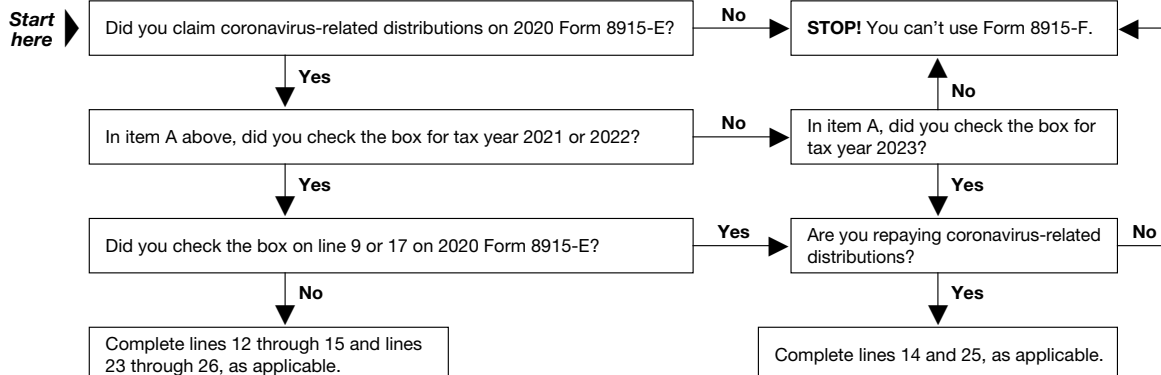 Start
here
Did you claim coronavirus-related distributions on 2020 Form 8915-E?
No
STOP! You can't use Form 8915-F.
Yes
No
In item A above, did you check the box for tax year 2021 or 2022?
No
In item A, did you check the box for
tax year 2023?
Yes
Yes
Did you check the box on line 9 or 17 on 2020 Form 8915-E?
Yes
Are you repaying coronavirus-related
distributions?
No
No
Yes
Complete lines 12 through 15 and lines
23 through 26, as applicable.
Complete lines 14 and 25, as applicable.